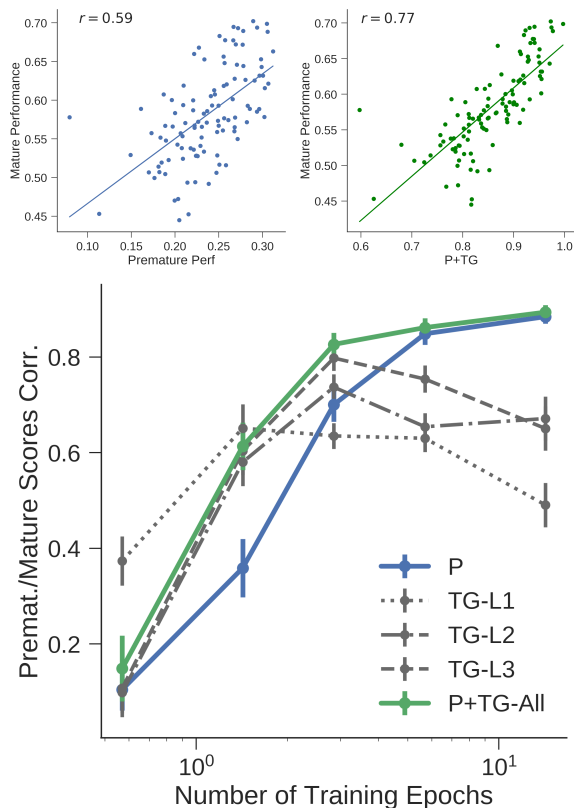 r = 0.59
Mature Performance
0.70
0.65
0.60
0.55
0.50
0.45
0.10 0.15 0.20 0.25 0.30
Premature Perf
r = 0.77
Mature Performance
0.70
0.65
0.60
0.55
0.50
0.45
0.6 0.7 0.8 0.9 1.0
P+TG
Premat./Mature Scores Corr.
0.8
0.6
0.4
0.2
P
TG-L1
TG-L2
TG-L3
P+TG-All
10⁰ 10¹
Number of Training Epochs